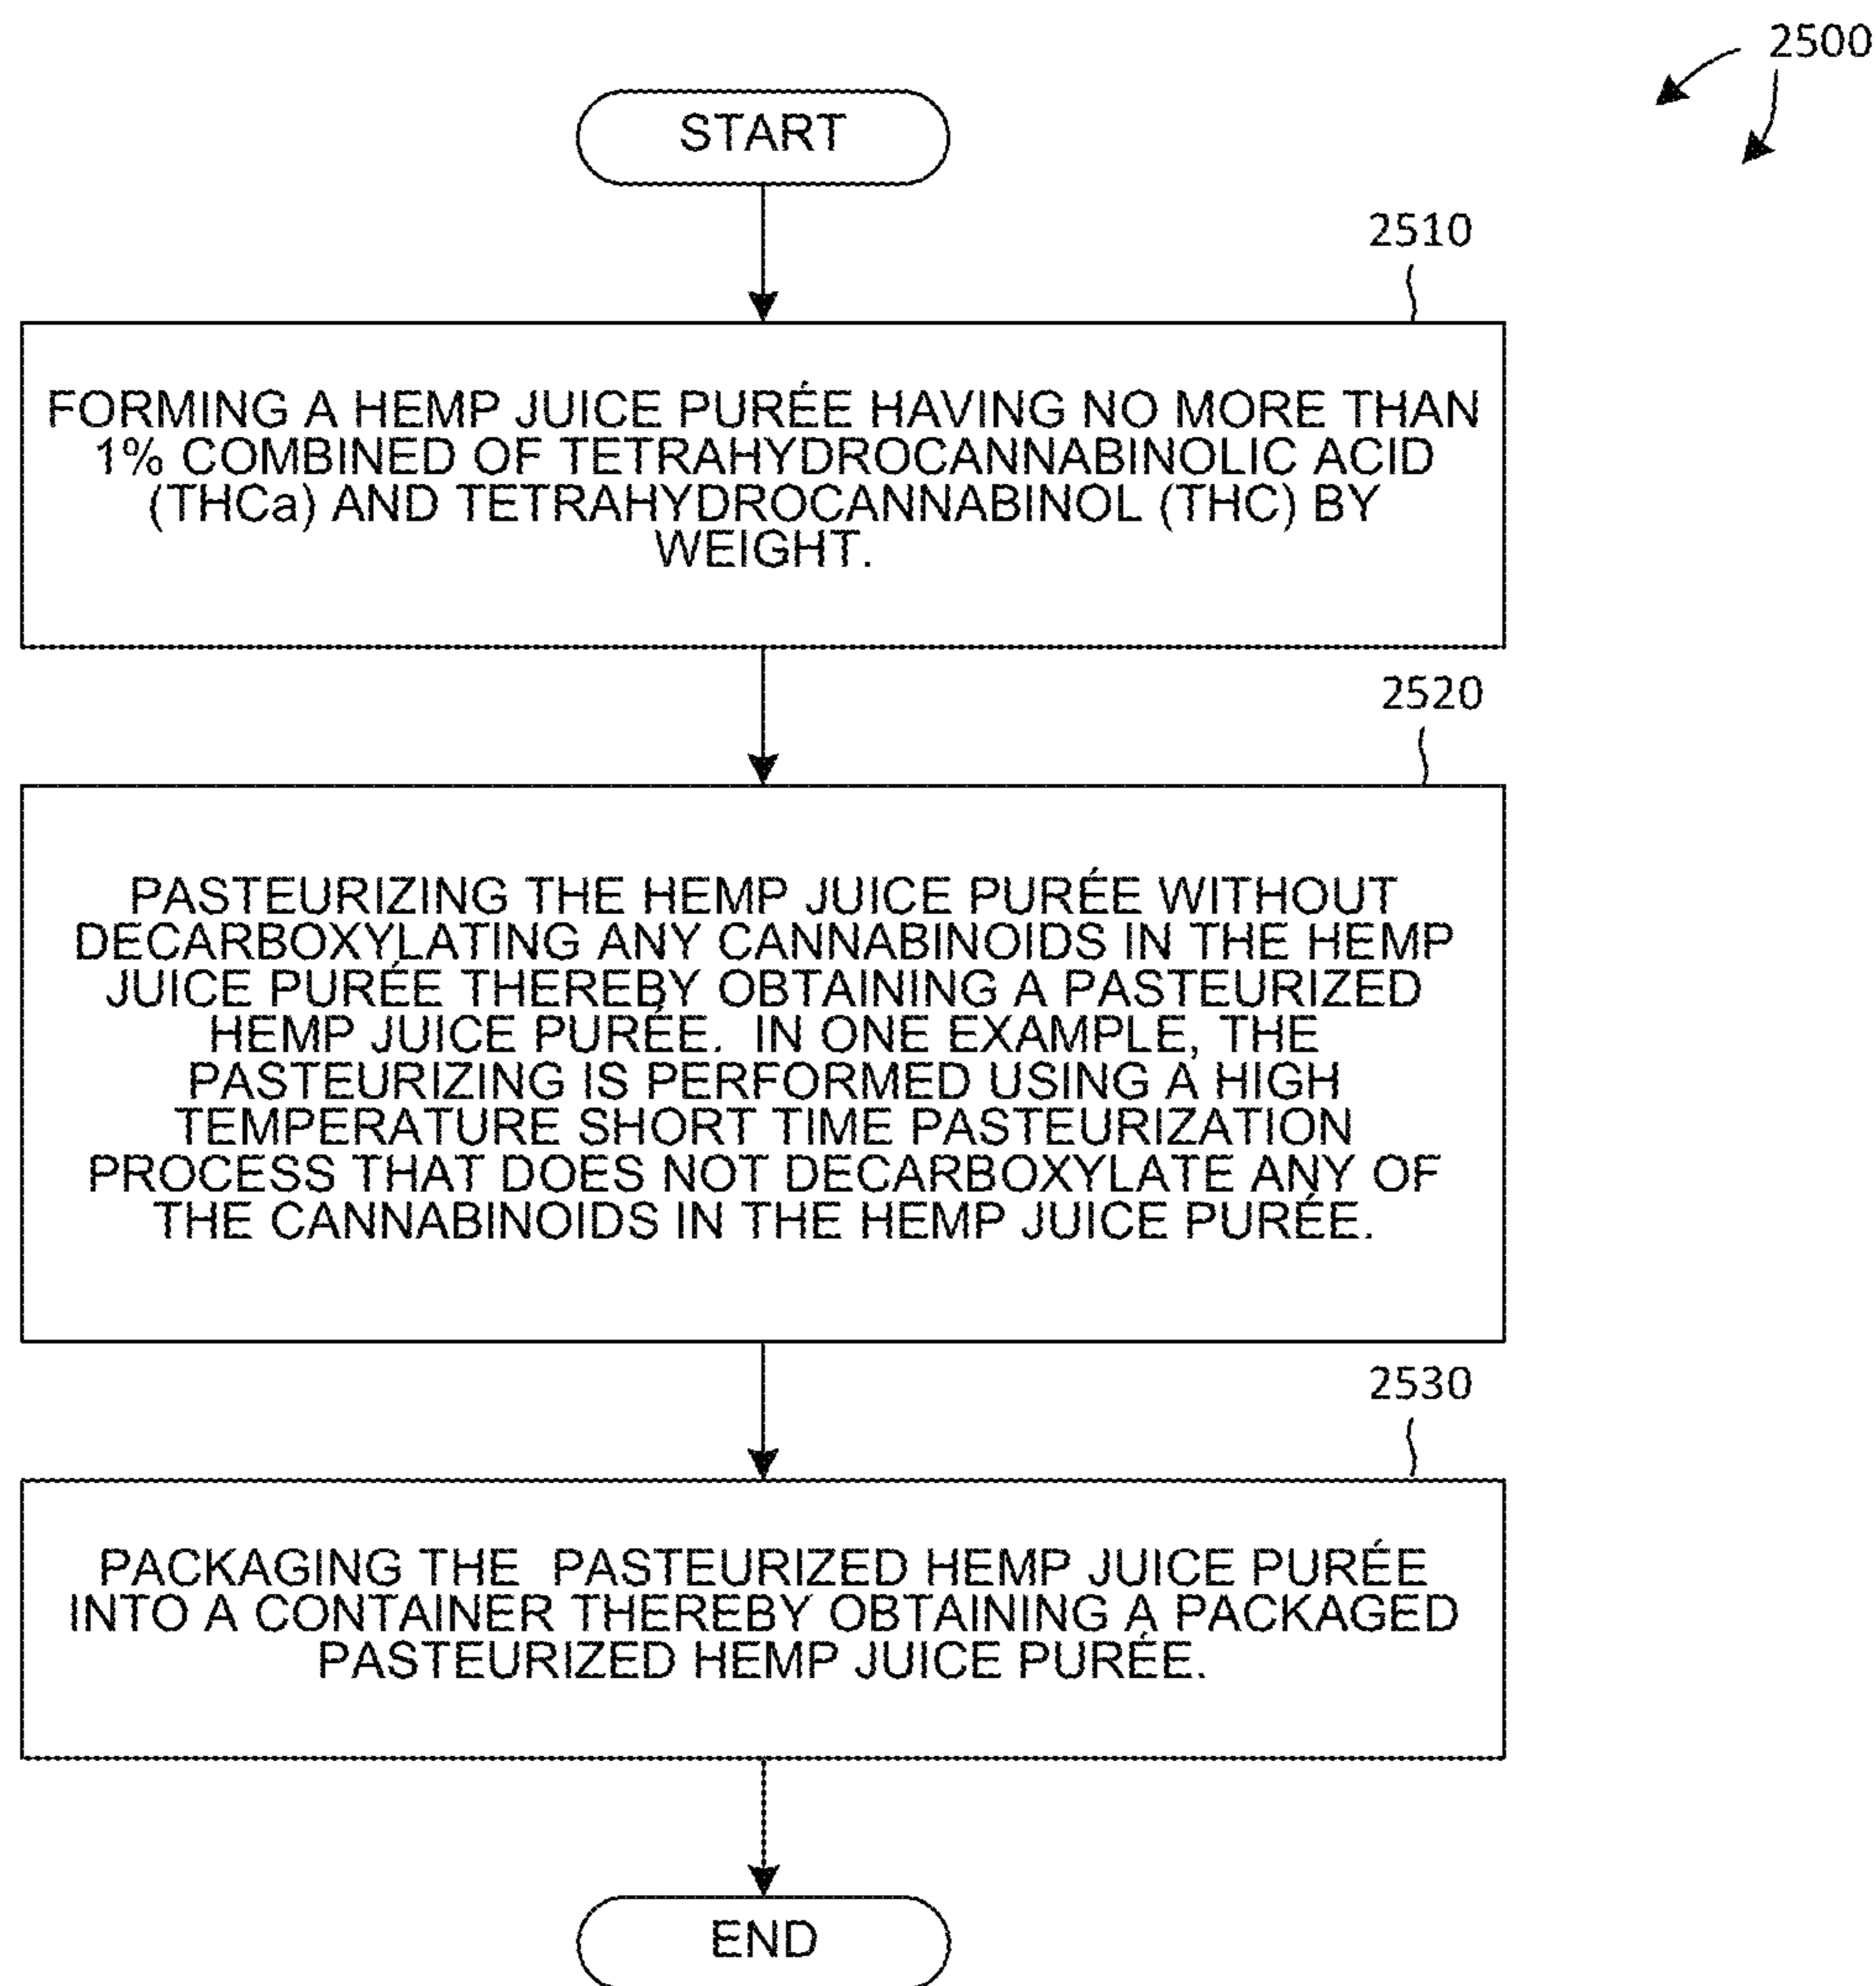 2500
START
2510
FORMING A HEMP JUICE PURÉE HAVING NO MORE THAN
1% COMBINED OF TETRAHYDROCANNABINOLIC ACID
(THCa) AND TETRAHYDROCANNABINOL (THC) BY
WEIGHT.
2520
PASTEURIZING THE HEMP JUICE PURÉE WITHOUT
DECARBOXYLATING ANY CANNABINOIDS IN THE HEMP
JUICE PURÉE THEREBY OBTAINING A PASTEURIZED
HEMP JUICE PURÉE. IN ONE EXAMPLE, THE
PASTEURIZING IS PERFORMED USING A HIGH
TEMPERATURE SHORT TIME PASTEURIZATION
PROCESS THAT DOES NOT DECARBOXYLATE ANY OF
THE CANNABINOIDS IN THE HEMP JUICE PURÉE.
2530
PACKAGING THE PASTEURIZED HEMP JUICE PURÉE
INTO A CONTAINER THEREBY OBTAINING A PACKAGED
PASTEURIZED HEMP JUICE PURÉE.
END